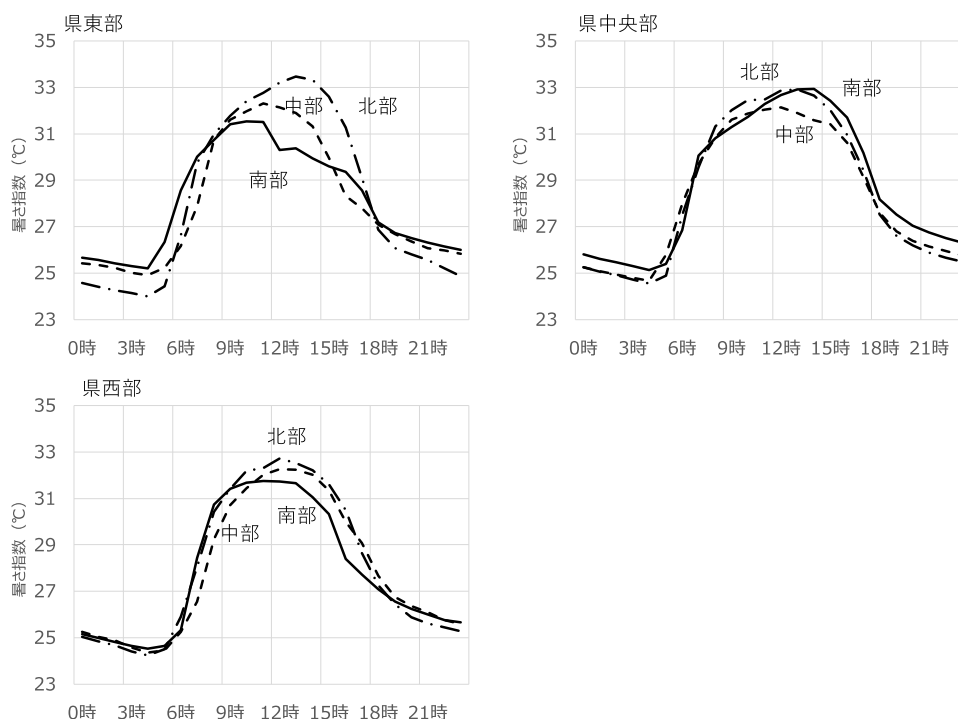 県東部
35
33
31
29
27
25
23
暑さ指数（℃）
北部
中部
南部
0時 3時 6時 9時 12時 15時 18時 21時
県中央部
35
33
31
29
27
25
23
暑さ指数（℃）
北部
南部
中部
0時 3時 6時 9時 12時 15時 18時 21時
県西部
35
33
31
29
27
25
23
暑さ指数（℃）
北部
南部
中部
0時 3時 6時 9時 12時 15時 18時 21時